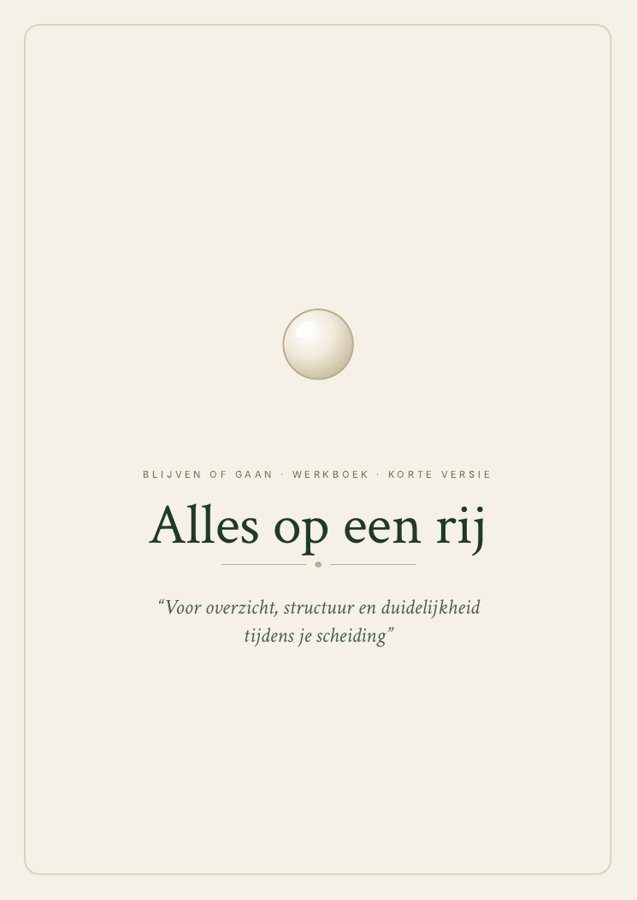 BLIJVEN OF GAAN · WERKBOEK · KORTE VERSIE
Alles op een rij
“Voor overzicht, structuur en duidelijkheid
tijdens je scheiding”